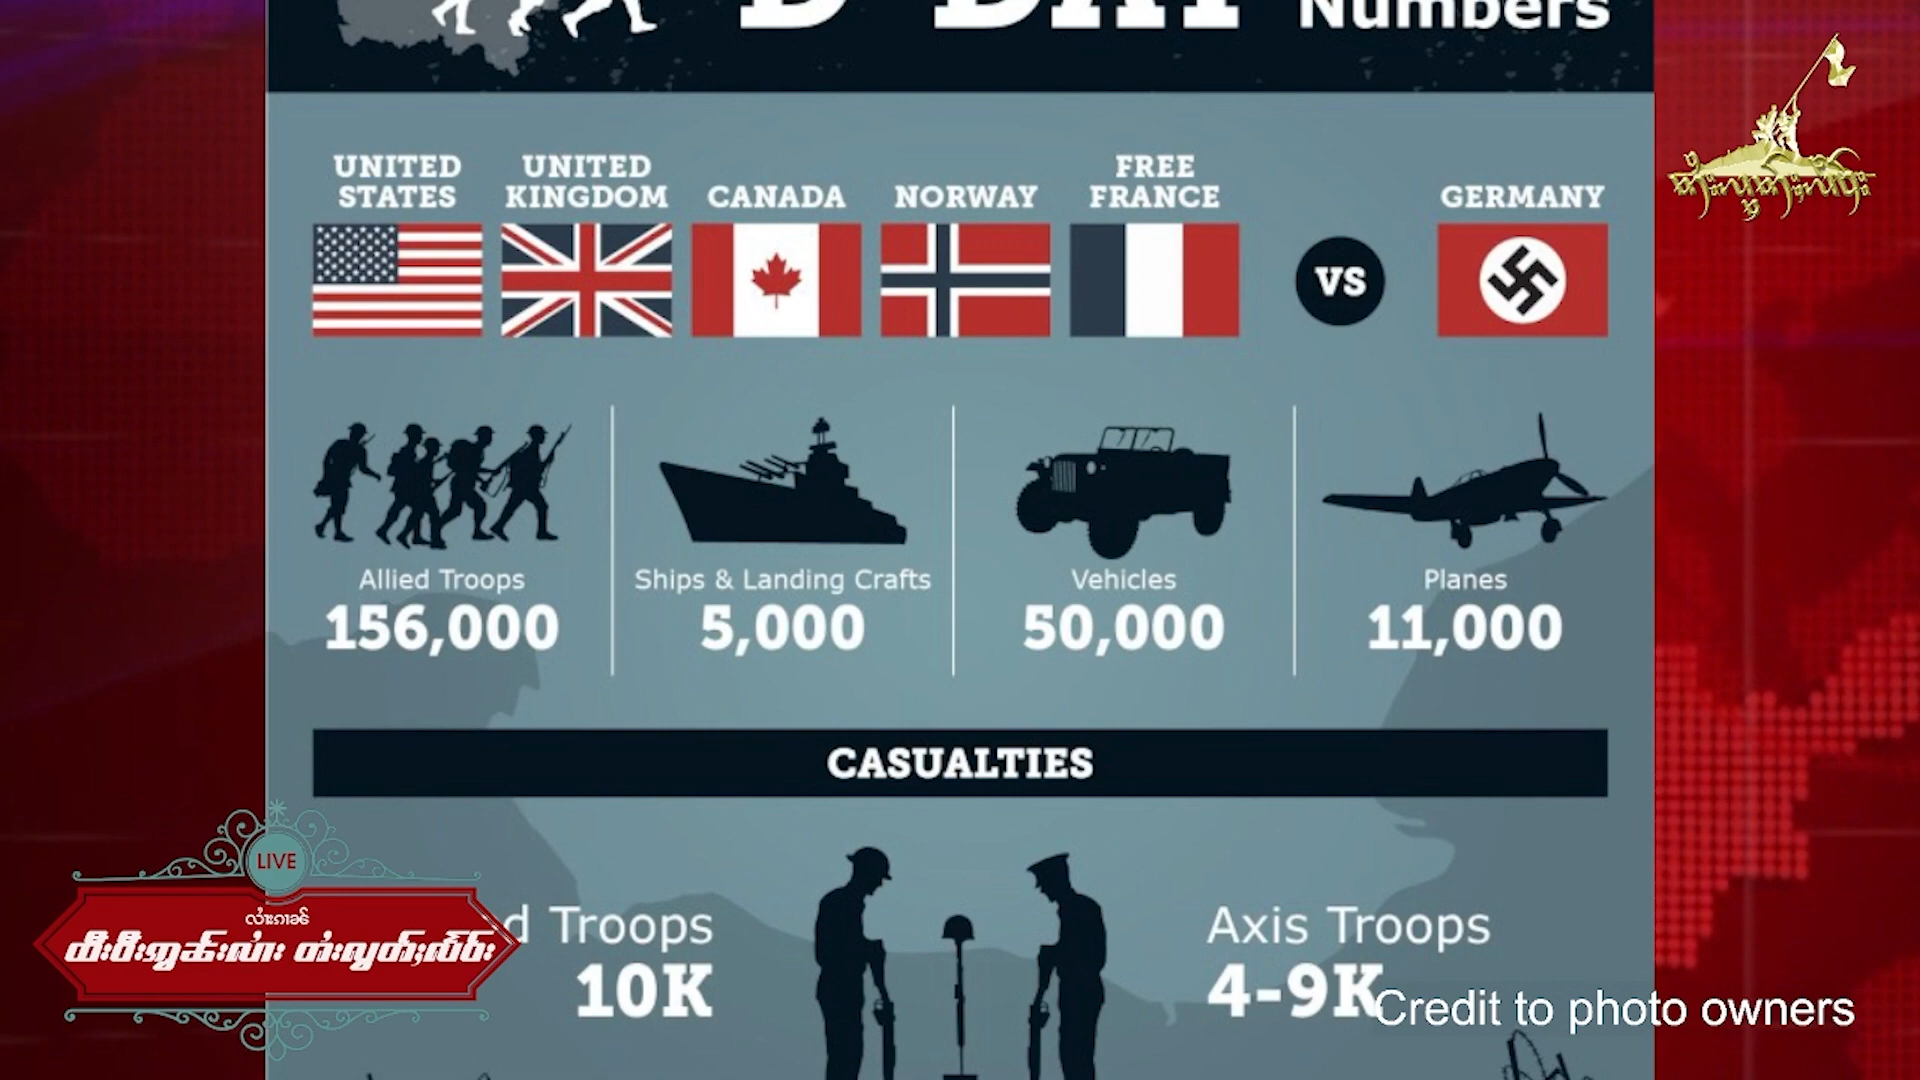 D-DAY
Numbers
UNITED
STATES
UNITED
KINGDOM
CANADA
NORWAY
FREE
FRANCE
GERMANY
VS
Allied Troops
156,000
Ships & Landing Crafts
5,000
Vehicles
50,000
Planes
11,000
CASUALTIES
d Troops
10K
Axis Troops
4-9K
LIVE
Credit to photo owners